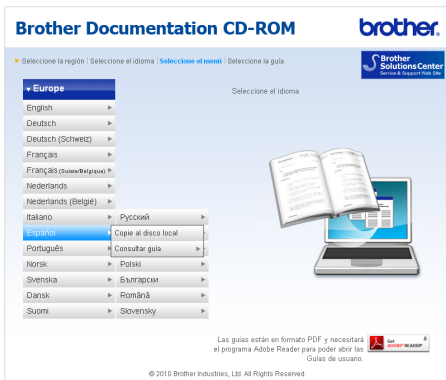 Brother Documentation CD-ROM
brother.
Seleccione la región | Seleccione el idioma | Seleccione el menú | Seleccione la guía
Brother
Solutions Center
Service & Support Web Site
Europe
Seleccione el idioma
English
Deutsch
Deutsch (Schweiz)
Français
Français (Suisse/Belgique)
Nederlands
Nederlands (België)
Italiano
Русский
Español
Copie al disco local
Português
Consultar guía
Norsk
Polski
Svenska
Български
Dansk
Română
Suomi
Slovensky
Las guías están en formato PDF y necesitará
el programa Adobe Reader para poder abrir las
Guías de usuario.
Get
ADOBE® READER®
© 2010 Brother Industries, Ltd. All Rights Reserved.